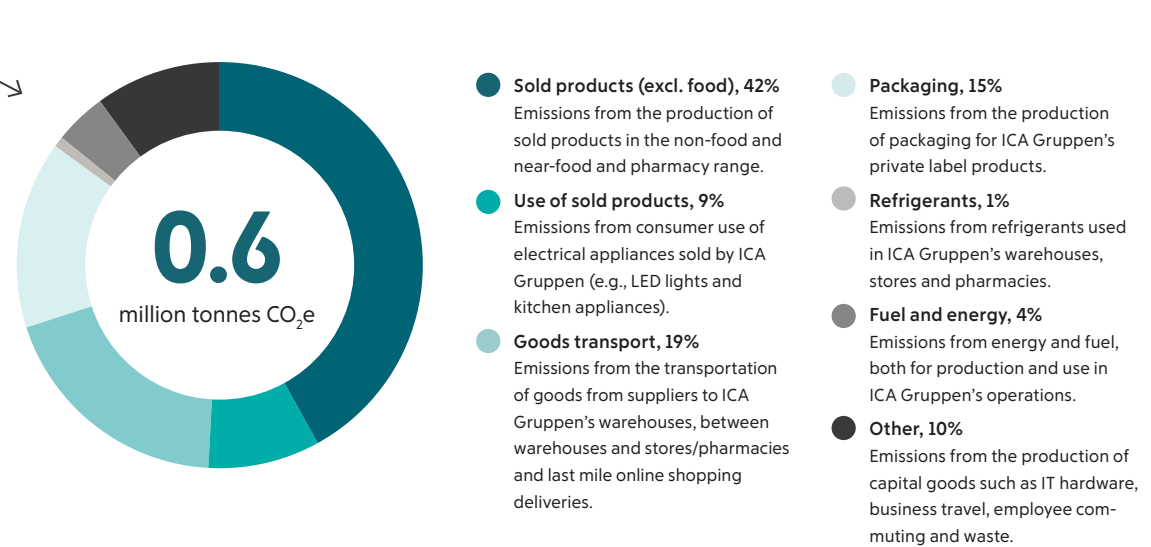 0.6
million tonnes CO₂e
Sold products (excl. food), 42%
Emissions from the production of
sold products in the non-food and
near-food and pharmacy range.
Use of sold products, 9%
Emissions from consumer use of
electrical appliances sold by ICA
Gruppen (e.g., LED lights and
kitchen appliances).
Goods transport, 19%
Emissions from the transportation
of goods from suppliers to ICA
Gruppen’s warehouses, between
warehouses and stores/pharmacies
and last mile online shopping
deliveries.
Packaging, 15%
Emissions from the production
of packaging for ICA Gruppen’s
private label products.
Refrigerants, 1%
Emissions from refrigerants used
in ICA Gruppen’s warehouses,
stores and pharmacies.
Fuel and energy, 4%
Emissions from energy and fuel,
both for production and use in
ICA Gruppen’s operations.
Other, 10%
Emissions from the production of
capital goods such as IT hardware,
business travel, employee com-
muting and waste.